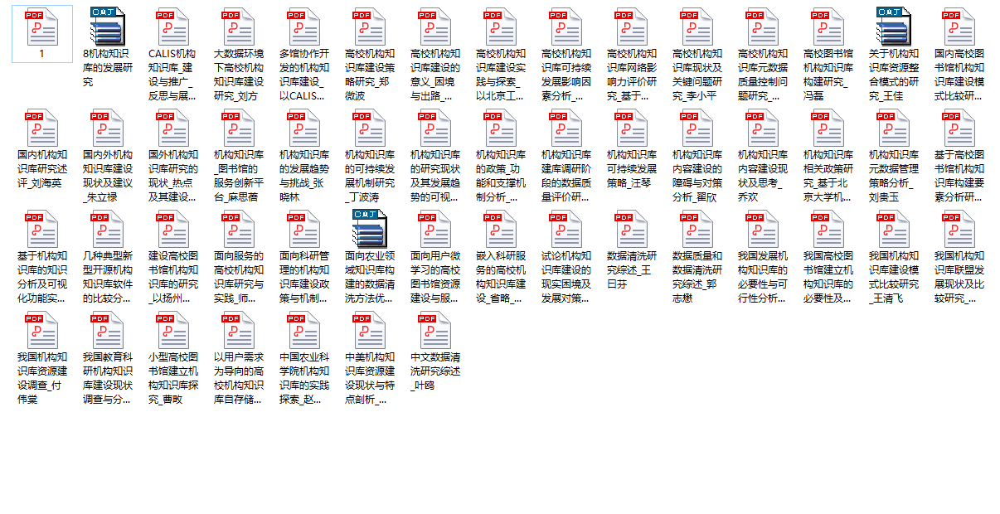 1
8机构知识
库的发展研
究
CALIS机构
知识库_建
设与推广_
反思与展...
大数据环境
下高校机构
知识库建设
研究_刘方
多馆协作开
发的机构知
识库建设_
以CALIS...
高校机构知
识库建设策
略研究_郑
微波
高校机构知
识库建设的
意义_困境
与出路_...
高校机构知
识库建设实
践与探索_
以北京工...
高校机构知
识库可持续
发展影响因
素分析_...
高校机构知
识库网络影
响力评价研
究_基于...
高校机构知
识库现状及
关键问题研
究_李小平
高校机构知
识库元数据
质量控制问
题研究_...
高校图书馆
机构知识库
构建研究_
冯磊
关于机构知
识库资源整
合模式的研
究_王佳
国内高校图
书馆机构知
识库建设模
式比较研...
国内机构知
识库研究述
评_刘海英
国内外机构
知识库建设
现状及建议
_朱立禄
国外机构知
识库研究的
现状_热点
及其建设...
机构知识库
_图书馆的
服务创新平
台_麻思蓓
机构知识库
的发展趋势
与挑战_张
晓林
机构知识库
的可持续发
展机制研究
_丁波涛
机构知识库
的研究现状
及其发展趋
势的可视...
机构知识库
的政策_功
能和支撑机
制分析_...
机构知识库
建库调研阶
段的数据质
量评价研...
机构知识库
可持续发展
策略_汪琴
机构知识库
内容建设的
障碍与对策
分析_翟欣
机构知识库
内容建设现
状及思考_
乔欢
机构知识库
相关政策研
究_基于北
京大学机...
机构知识库
元数据管理
策略分析_
刘贵玉
基于高校图
书馆机构知
识库构建要
素分析研...
基于机构知
识库的知识
分析及可视
化功能实...
几种典型新
型开源机构
知识库软件
的比较分...
建设高校图
书馆机构知
识库的研究
_以扬州...
面向服务的
高校机构知
识库研究与
实践_师...
面向科研管
理的机构知
识库建设政
策与机制...
面向农业领
域知识库构
建的数据清
洗方法优...
面向用户微
学习的高校
图书馆资源
建设与服...
嵌入科研服
务的高校机
构知识库建
设_省略_...
试论机构知
识库建设的
现实困境及
发展对策...
数据清洗研
究综述_王
曰芬
数据质量和
数据清洗研
究综述_郭
志懋
我国发展机
构知识库的
必要性与可
行性分析...
我国高校图
书馆建立机
构知识库的
必要性及...
我国机构知
识库建设模
式比较研究
_王清飞
我国机构知
识库联盟发
展现状及比
较研究_...
我国机构知
识库资源建
设调查_付
伟棠
我国教育科
研机构知识
库建设现状
调查与分...
小型高校图
书馆建立机
构知识库探
究_曹畋
以用户需求
为导向的高
校机构知识
库自存储...
中国农业科
学院机构知
识库的实践
探索_赵...
中美机构知
识库资源建
设现状与特
点剖析_...
中文数据清
洗研究综述
_叶鸥